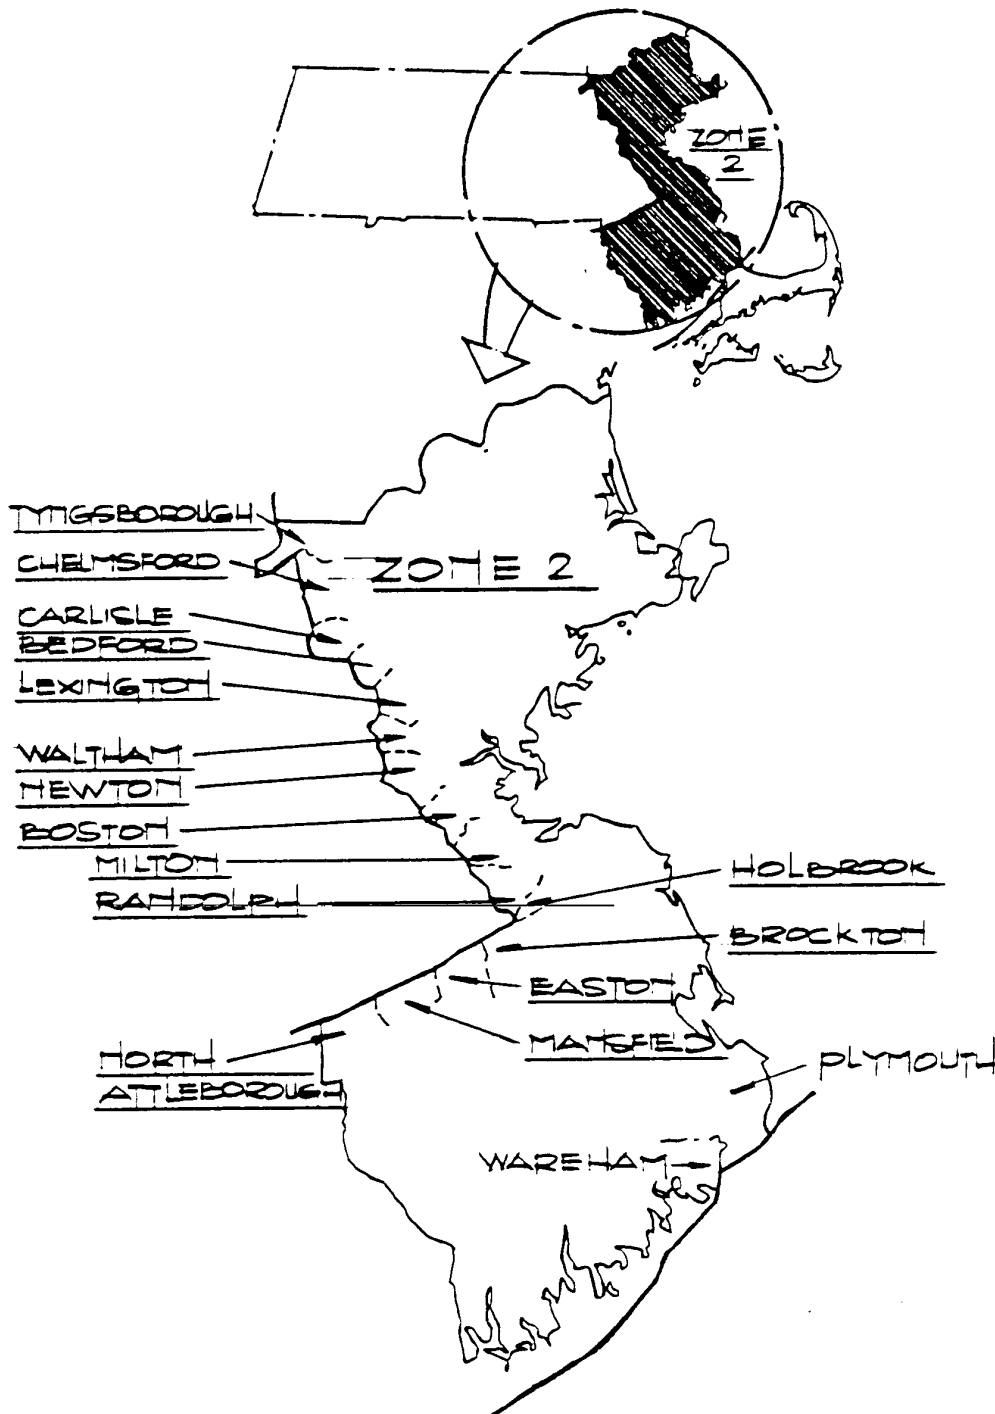 ZONE
2
TYNGSBOROUGH
CHELMSFORD
ZONE 2
CARLISLE
BEDFORD
LEXINGTON
WALTHAM
NEWTON
BOSTON
MILTON
HOLBROOK
RANDOLPH
BROCKTON
EASTON
MANSFIELD
NORTH
ATTLEBOROUGH
PLYMOUTH
WAREHAM